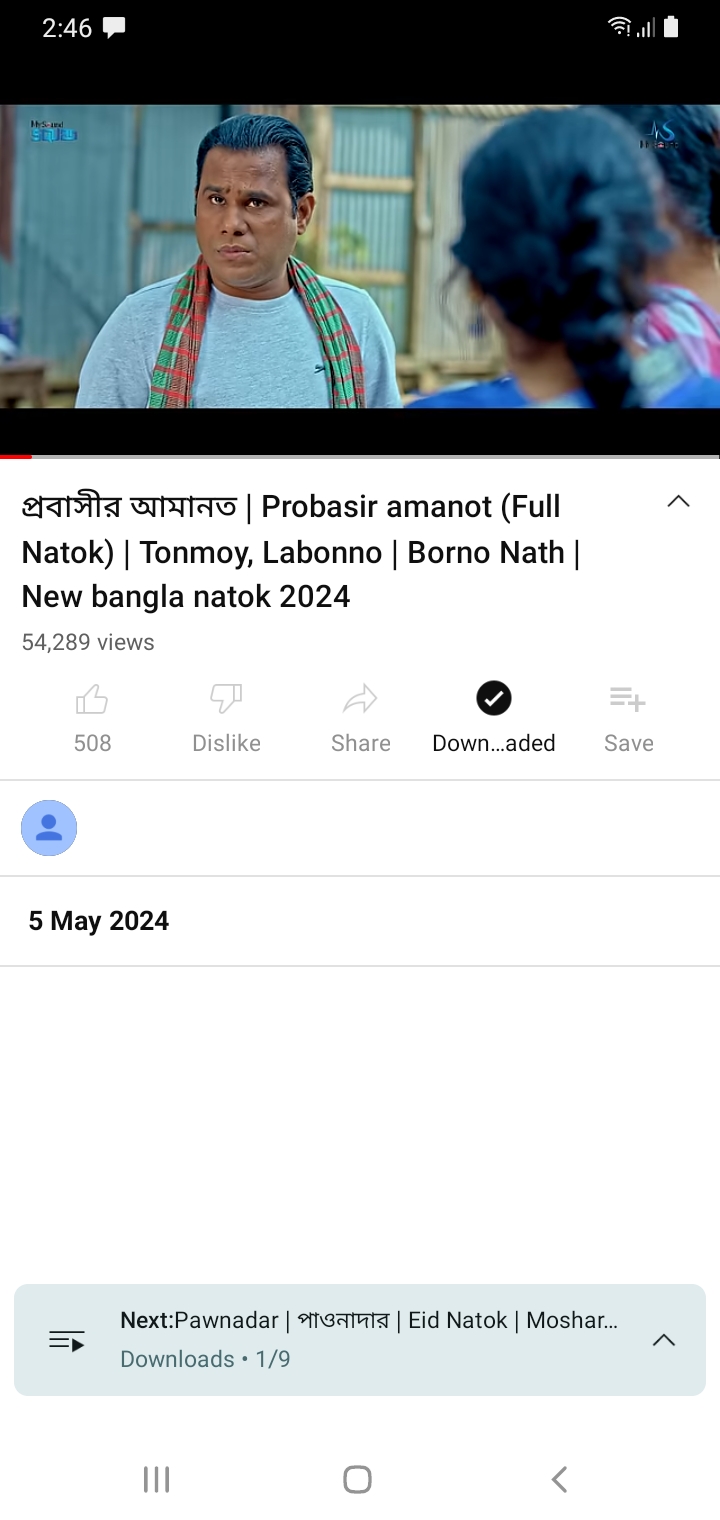 2:46
প্রবাসীর আমানত | Probasir amanot (Full
Natok) | Tonmoy, Labonno | Borno Nath |
New bangla natok 2024
54,289 views
508
Dislike
Share
Down...aded
Save
5 May 2024
Next:Pawnadar | পাওনাদার | Eid Natok | Moshar...
Downloads • 1/9